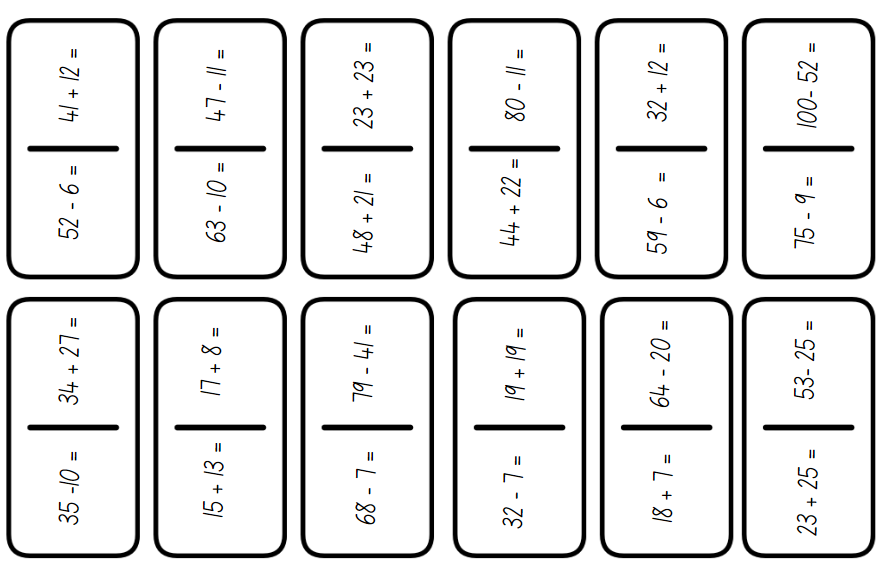 41 + 12 =
52 - 6 =
47 - 11 =
63 - 10 =
23 + 23 =
48 + 21 =
80 - 11 =
44 + 22 =
32 + 12 =
59 - 6 =
100- 52 =
75 - 9 =
34 + 27 =
35 -10 =
17 + 8 =
15 + 13 =
79 - 41 =
68 - 7 =
19 + 19 =
32 - 7 =
64 - 20 =
18 + 7 =
53- 25 =
23 + 25 =